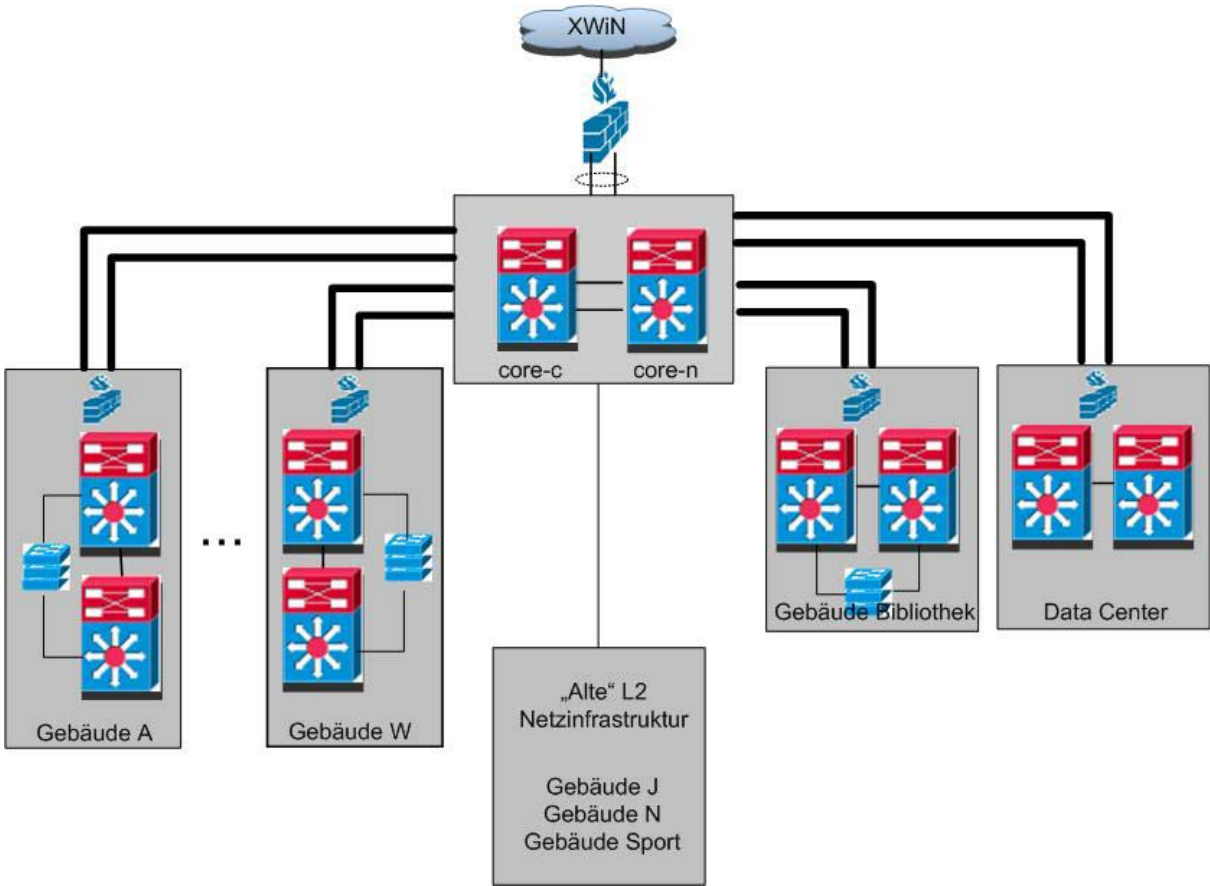 XWiN
core-c
core-n
Gebäude A
...
Gebäude W
Gebäude Bibliothek
Data Center
„Alte“ L2
Netzinfrastruktur
Gebäude J
Gebäude N
Gebäude Sport